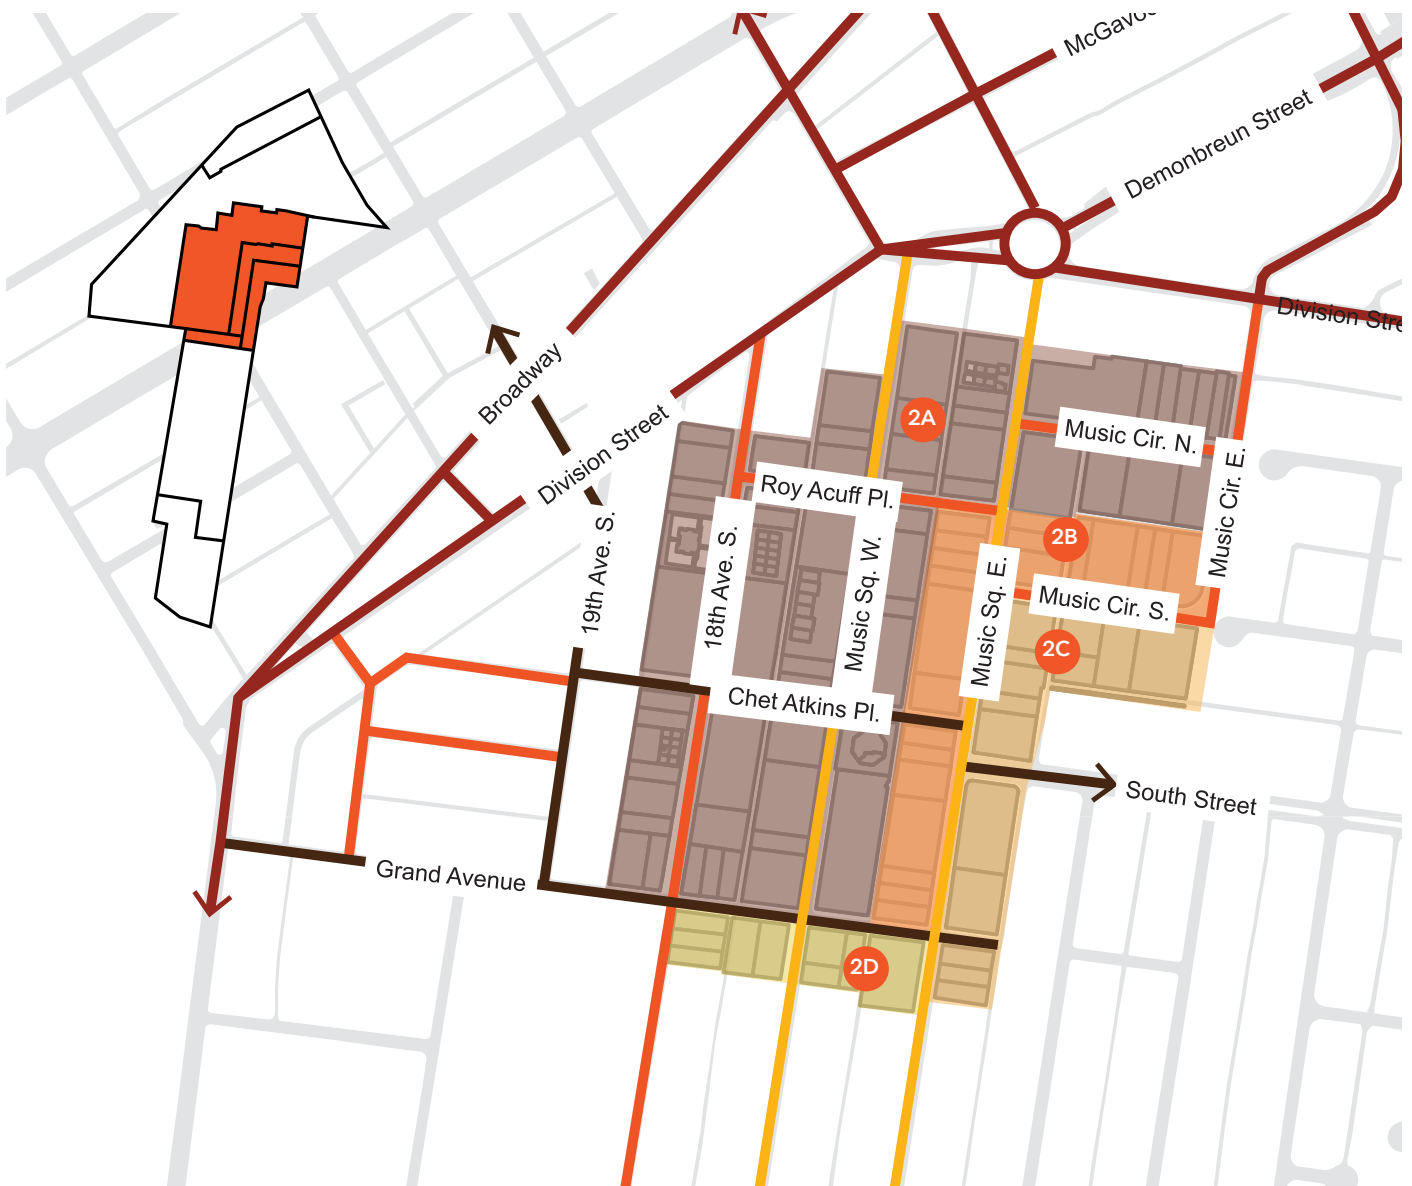 McGavoc
Demonbreun Street
Division Stre
Broadway
Division Street
2A
Music Cir. N.
Music Cir. E.
Roy Acuff Pl.
19th Ave. S.
18th Ave. S.
Music Sq. W.
2B
Music Sq. E.
Music Cir. S.
2C
Chet Atkins Pl.
South Street
Grand Avenue
2D